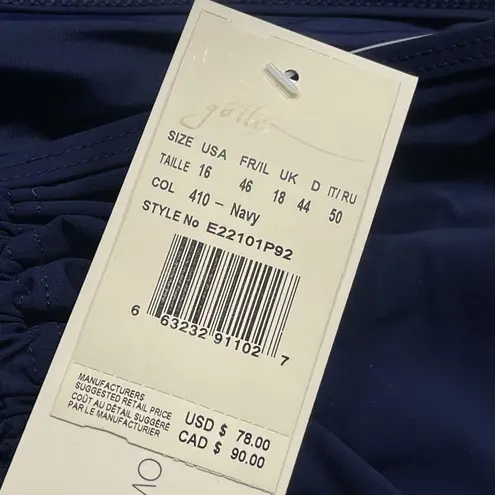 gottex
SIZE USA FR/IL UK D IT/RU
TAILLE 16 46 18 44 50
COL 410 - Navy
STYLE No E22101P92
6 63232 91102 7
MANUFACTURERS
SUGGESTED RETAIL PRICE
COÛT AU DÉTAIL SUGGÉRÉ
PAR LE MANUFACTURIER
USD $ 78.00
CAD $ 90.00